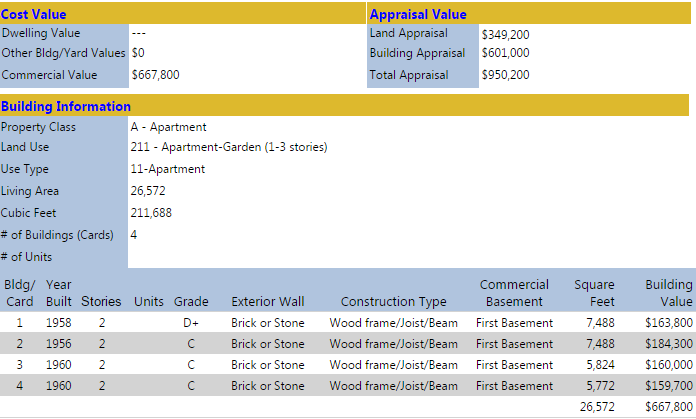 Cost Value Appraisal Value
Dwelling Value --- Land Appraisal $349,200
Other Bldg/Yard Values $0 Building Appraisal $601,000
Commercial Value $667,800 Total Appraisal $950,200
Building Information
Property Class A - Apartment
Land Use 211 - Apartment-Garden (1-3 stories)
Use Type 11-Apartment
Living Area 26,572
Cubic Feet 211,688
# of Buildings (Cards) 4
# of Units
Bldg/ Year Commercial Square Building
Card Built Stories Units Grade Exterior Wall Construction Type Basement Feet Value
1 1958 2 D+ Brick or Stone Wood frame/Joist/Beam First Basement 7,488 $163,800
2 1956 2 C Brick or Stone Wood frame/Joist/Beam First Basement 7,488 $184,300
3 1960 2 C Brick or Stone Wood frame/Joist/Beam First Basement 5,824 $160,000
4 1960 2 C Brick or Stone Wood frame/Joist/Beam First Basement 5,772 $159,700
26,572 $667,800